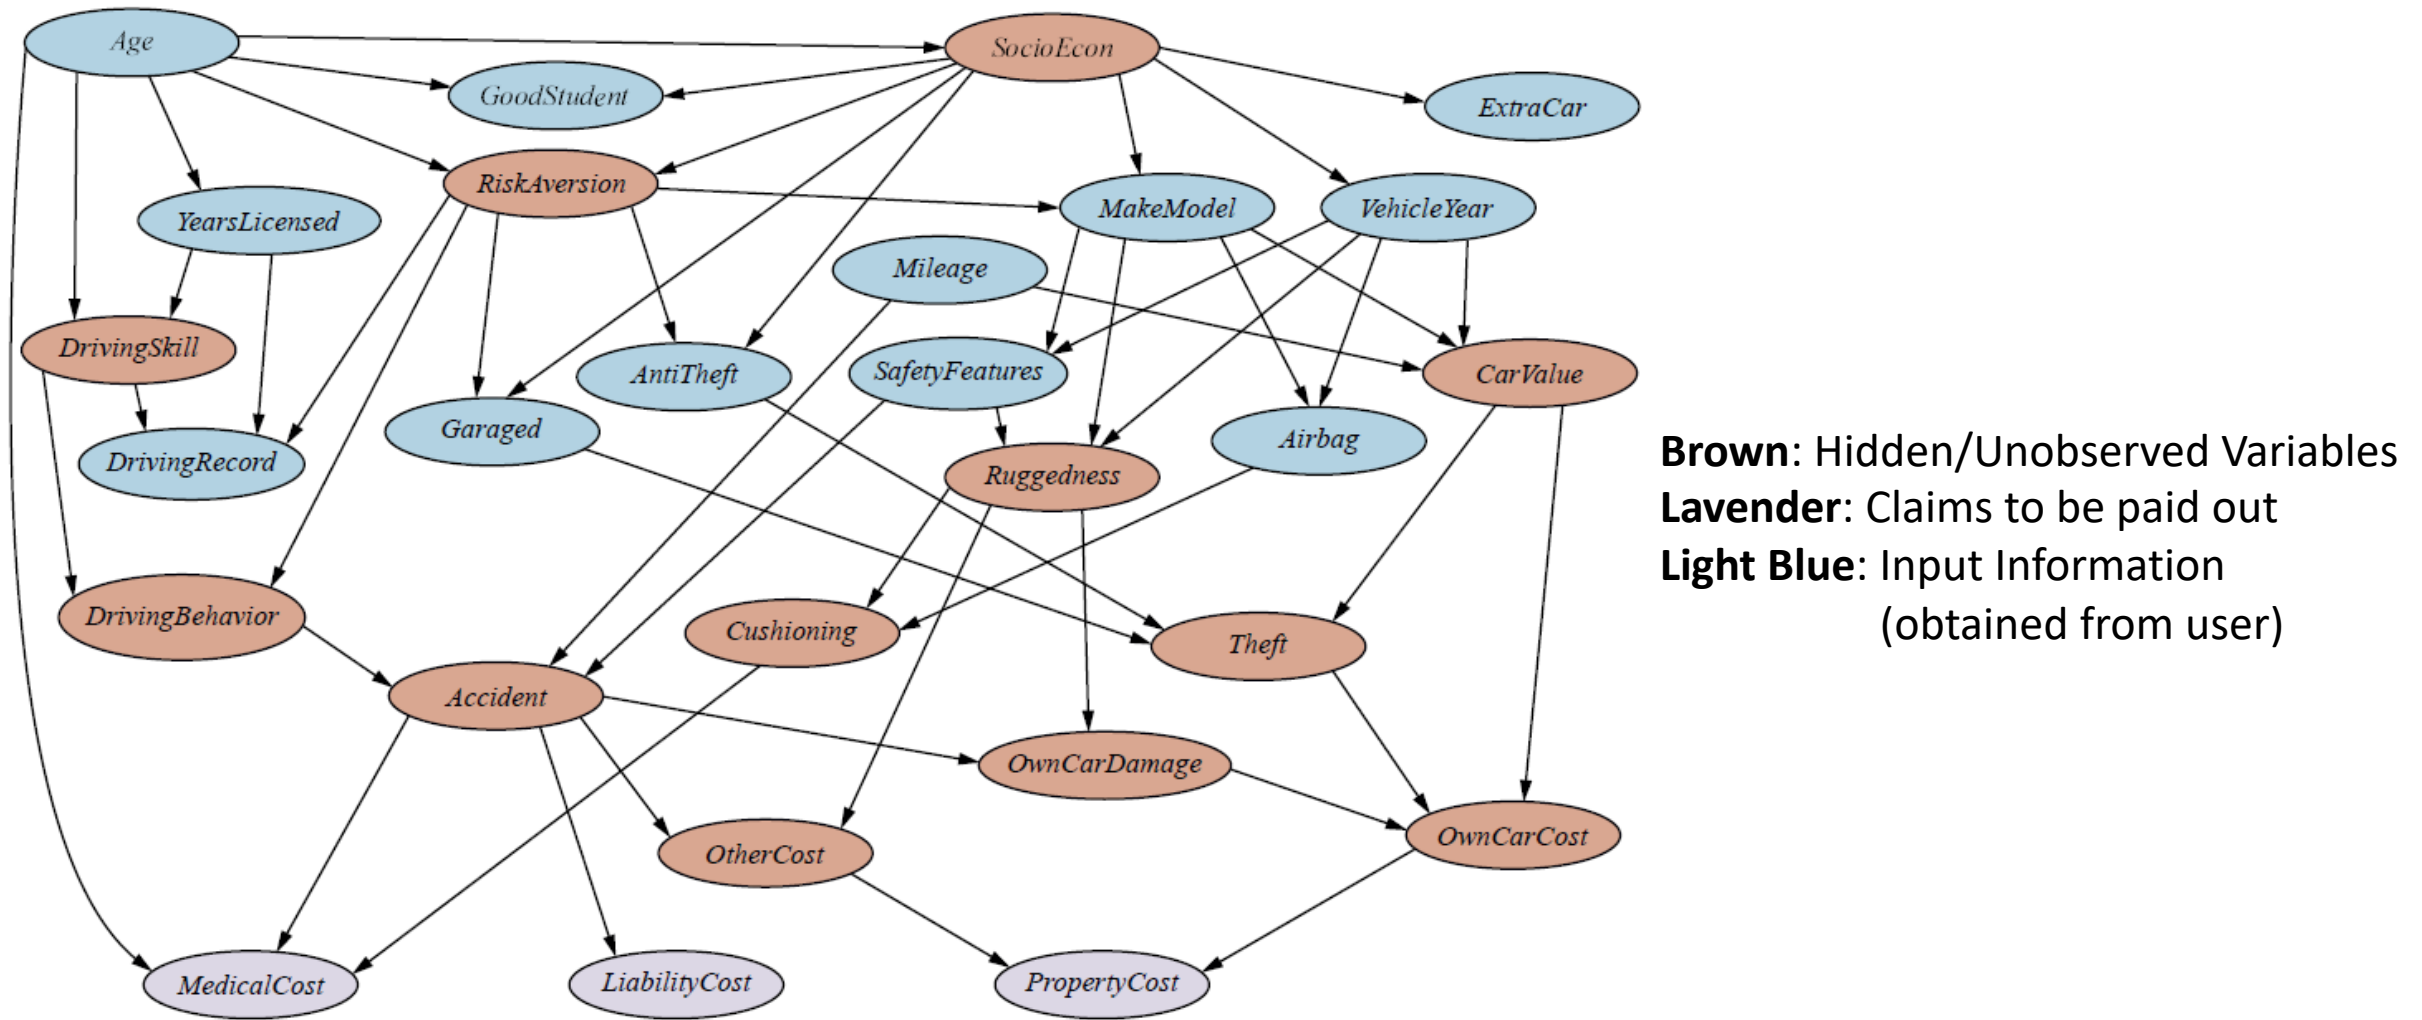 Age
SocioEcon
GoodStudent
ExtraCar
RiskAversion
YearsLicensed
MakeModel
VehicleYear
Mileage
DrivingSkill
AntiTheft
SafetyFeatures
CarValue
Garaged
Airbag
DrivingRecord
Ruggedness
Brown: Hidden/Unobserved Variables
Lavender: Claims to be paid out
Light Blue: Input Information
(obtained from user)
DrivingBehavior
Cushioning
Theft
Accident
OwnCarDamage
OtherCost
OwnCarCost
MedicalCost
LiabilityCost
PropertyCost